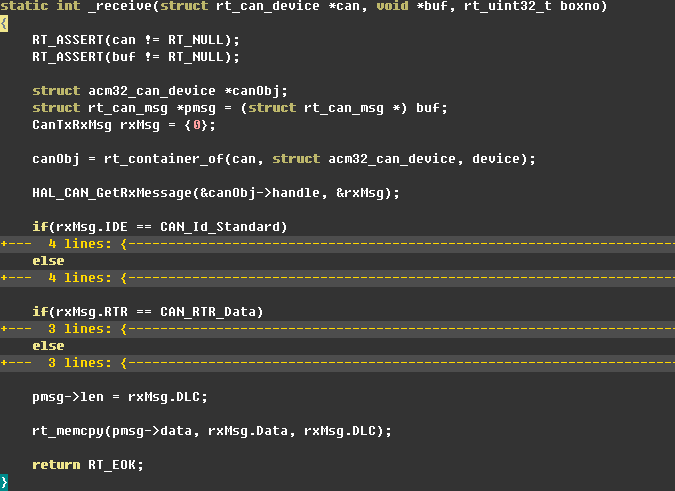 static int _receive(struct rt_can_device *can, void *buf, rt_uint32_t boxno)
{
    RT_ASSERT(can != RT_NULL);
    RT_ASSERT(buf != RT_NULL);

    struct acm32_can_device *canObj;
    struct rt_can_msg *pmsg = (struct rt_can_msg *) buf;
    CanTxRxMsg rxMsg = {0};

    canObj = rt_container_of(can, struct acm32_can_device, device);

    HAL_CAN_GetRxMessage(&canObj->handle, &rxMsg);

    if(rxMsg.IDE == CAN_Id_Standard)
+---  4 lines: {---------------------------------------------------------------------
    else
+---  4 lines: {---------------------------------------------------------------------

    if(rxMsg.RTR == CAN_RTR_Data)
+---  3 lines: {---------------------------------------------------------------------
    else
+---  3 lines: {---------------------------------------------------------------------

    pmsg->len = rxMsg.DLC;

    rt_memcpy(pmsg->data, rxMsg.Data, rxMsg.DLC);

    return RT_EOK;
}